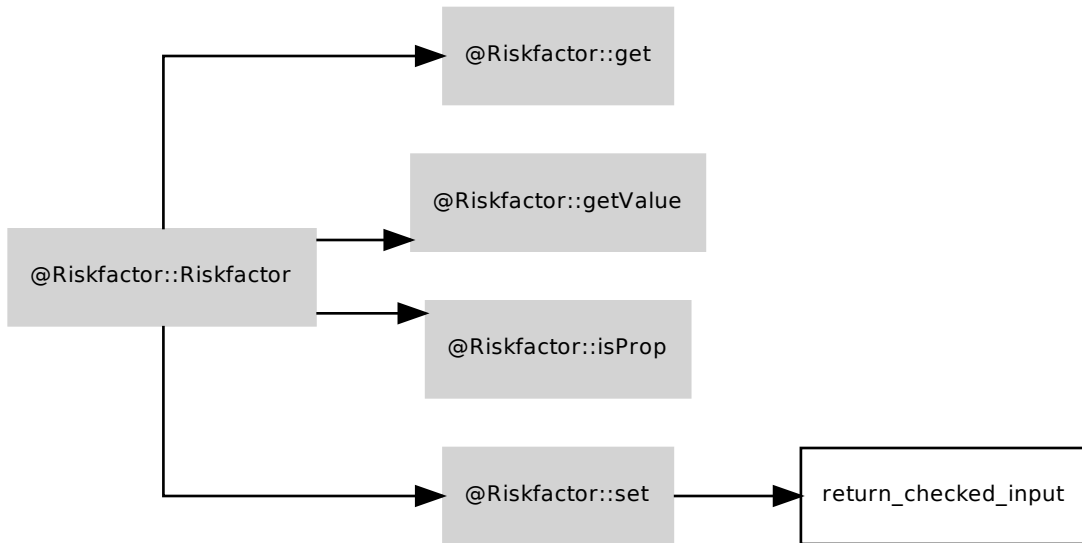 @Riskfactor::get
@Riskfactor::getValue
@Riskfactor::Riskfactor
@Riskfactor::isProp
@Riskfactor::set
return_checked_input